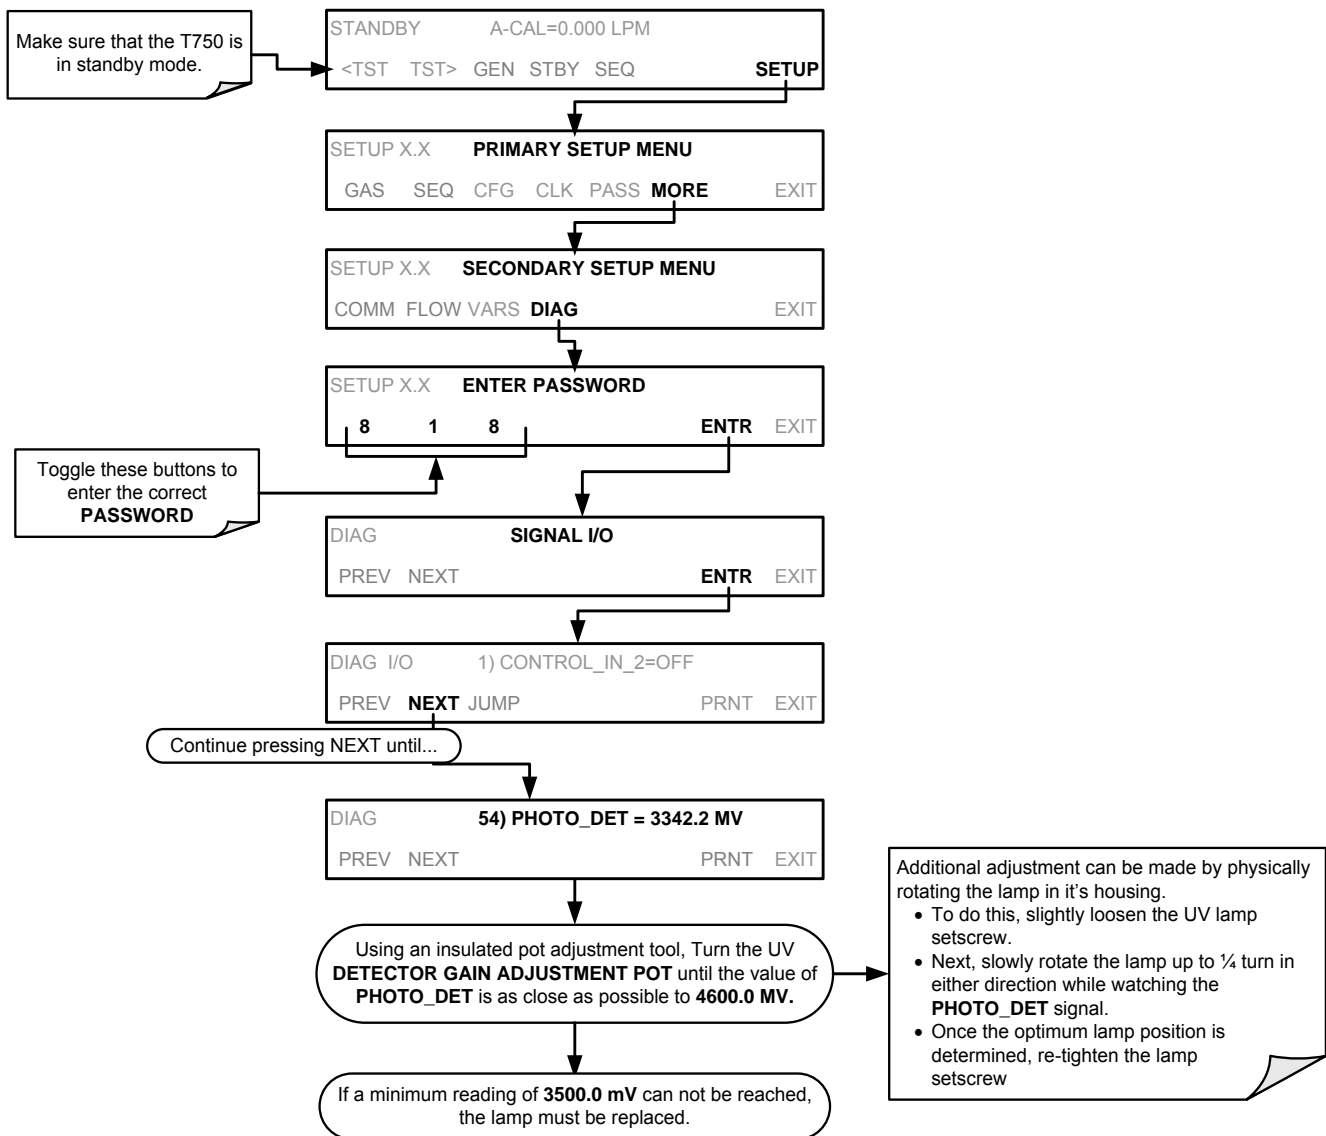 Make sure that the T750 is
in standby mode.
STANDBY A-CAL=0.000 LPM
<TST TST> GEN STBY SEQ SETUP
SETUP X.X PRIMARY SETUP MENU
GAS SEQ CFG CLK PASS MORE EXIT
SETUP X.X SECONDARY SETUP MENU
COMM FLOW VARS DIAG EXIT
SETUP X.X ENTER PASSWORD
8 1 8 ENTR EXIT
Toggle these buttons to
enter the correct
PASSWORD
DIAG SIGNAL I/O
PREV NEXT ENTR EXIT
DIAG I/O 1) CONTROL_IN_2=OFF
PREV NEXT JUMP PRNT EXIT
Continue pressing NEXT until...
DIAG 54) PHOTO_DET = 3342.2 MV
PREV NEXT PRNT EXIT
Using an insulated pot adjustment tool, Turn the UV
DETECTOR GAIN ADJUSTMENT POT until the value of
PHOTO_DET is as close as possible to 4600.0 MV.
Additional adjustment can be made by physically
rotating the lamp in it's housing.
• To do this, slightly loosen the UV lamp
setscrew.
• Next, slowly rotate the lamp up to ¼ turn in
either direction while watching the
PHOTO_DET signal.
• Once the optimum lamp position is
determined, re-tighten the lamp
setscrew
If a minimum reading of 3500.0 mV can not be reached,
the lamp must be replaced.